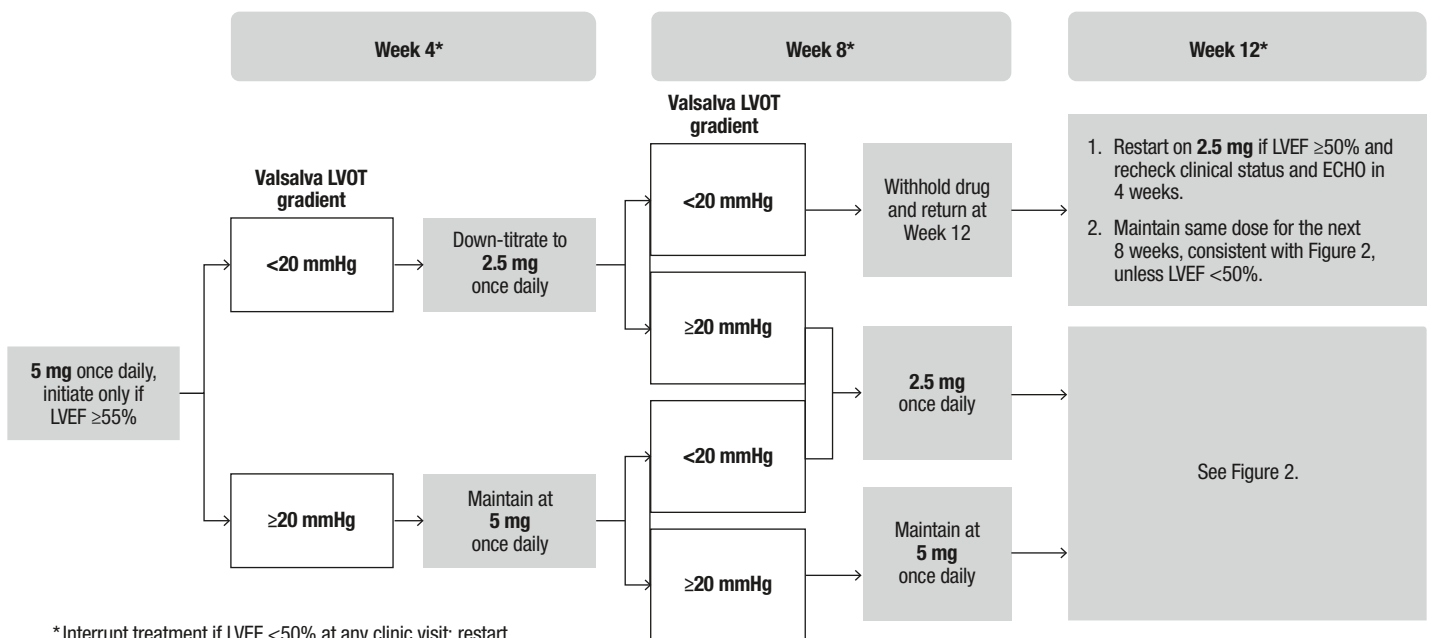 Week 4*
Week 8*
Week 12*
Valsalva LVOT
gradient
Valsalva LVOT
gradient
5 mg once daily,
initiate only if
LVEF ≥55%
<20 mmHg
Down-titrate to
2.5 mg
once daily
≥20 mmHg
Maintain at
5 mg
once daily
<20 mmHg
≥20 mmHg
<20 mmHg
≥20 mmHg
Withhold drug
and return at
Week 12
2.5 mg
once daily
Maintain at
5 mg
once daily
1. Restart on 2.5 mg if LVEF ≥50% and
recheck clinical status and ECHO in
4 weeks.
2. Maintain same dose for the next
8 weeks, consistent with Figure 2,
unless LVEF <50%.
See Figure 2.
*Interrupt treatment if LVEF <50% at any clinic visit; restart